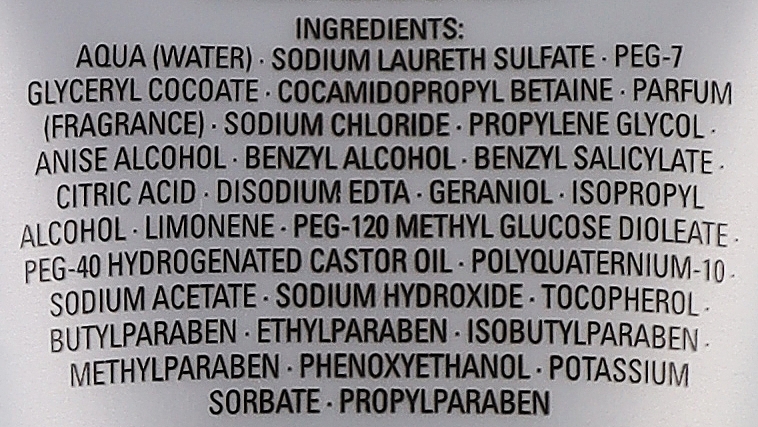 INGREDIENTS:
AQUA (WATER) · SODIUM LAURETH SULFATE · PEG-7
GLYCERYL COCOATE · COCAMIDOPROPYL BETAINE · PARFUM
(FRAGRANCE) · SODIUM CHLORIDE · PROPYLENE GLYCOL ·
ANISE ALCOHOL · BENZYL ALCOHOL · BENZYL SALICYLATE ·
CITRIC ACID · DISODIUM EDTA · GERANIOL · ISOPROPYL
ALCOHOL · LIMONENE · PEG-120 METHYL GLUCOSE DIOLEATE ·
PEG-40 HYDROGENATED CASTOR OIL · POLYQUATERNIUM-10 ·
SODIUM ACETATE · SODIUM HYDROXIDE · TOCOPHEROL ·
BUTYLPARABEN · ETHYLPARABEN · ISOBUTYLPARABEN ·
METHYLPARABEN · PHENOXYETHANOL · POTASSIUM
SORBATE · PROPYLPARABEN